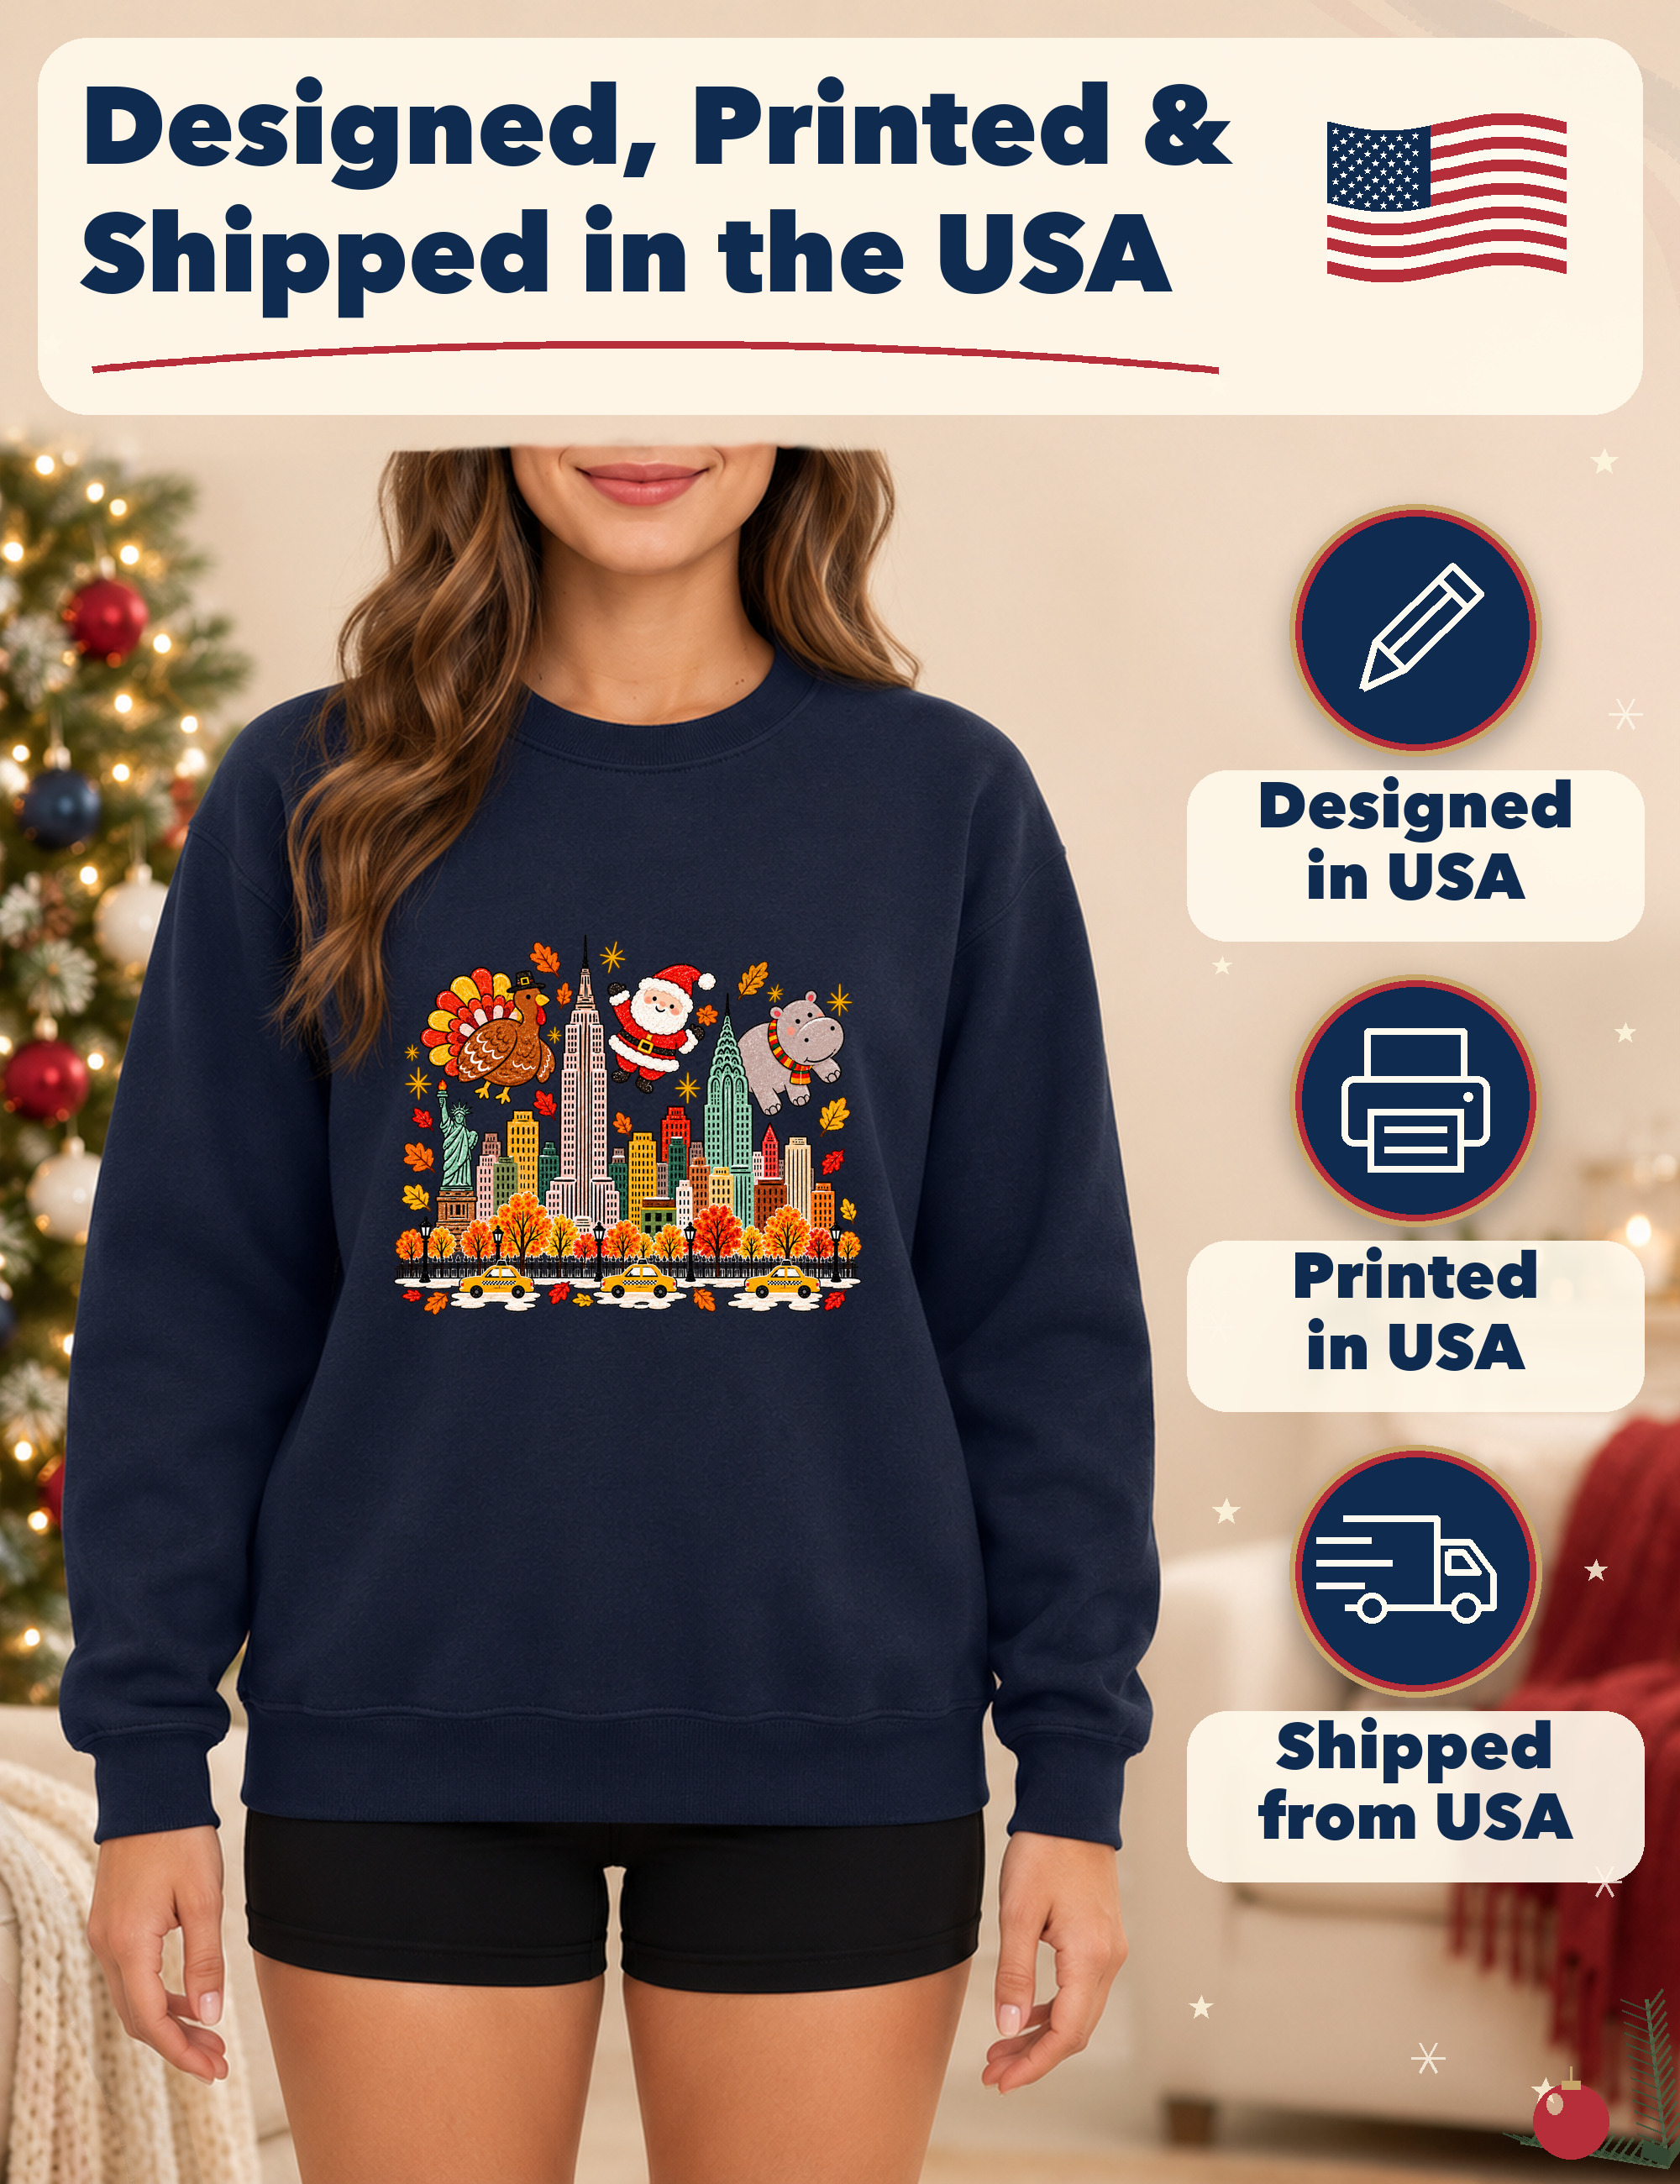 Designed, Printed &
Shipped in the USA
Designed
in USA
Printed
in USA
Shipped
from USA